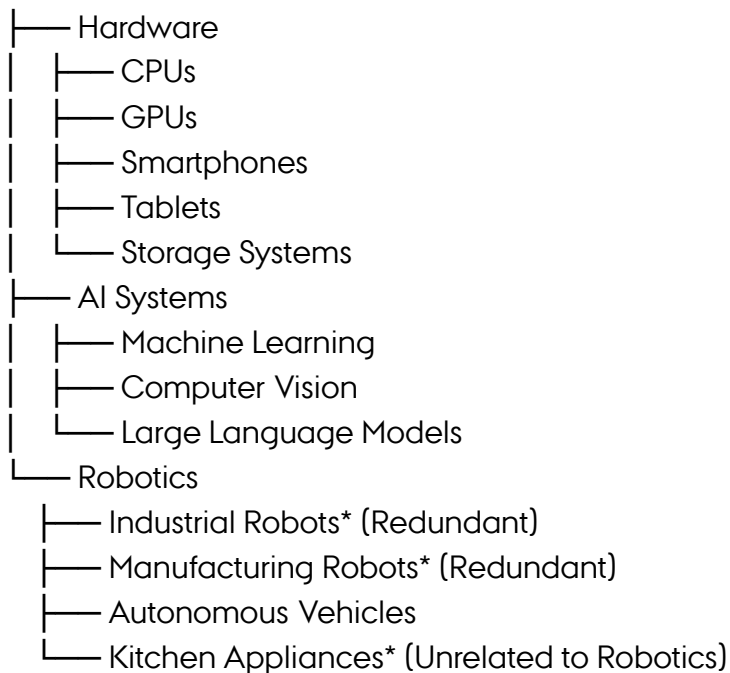 ├── Hardware
│   ├── CPUs
│   ├── GPUs
│   ├── Smartphones
│   ├── Tablets
│   └── Storage Systems
├── AI Systems
│   ├── Machine Learning
│   ├── Computer Vision
│   └── Large Language Models
└── Robotics
    ├── Industrial Robots* (Redundant)
    ├── Manufacturing Robots* (Redundant)
    ├── Autonomous Vehicles
    └── Kitchen Appliances* (Unrelated to Robotics)